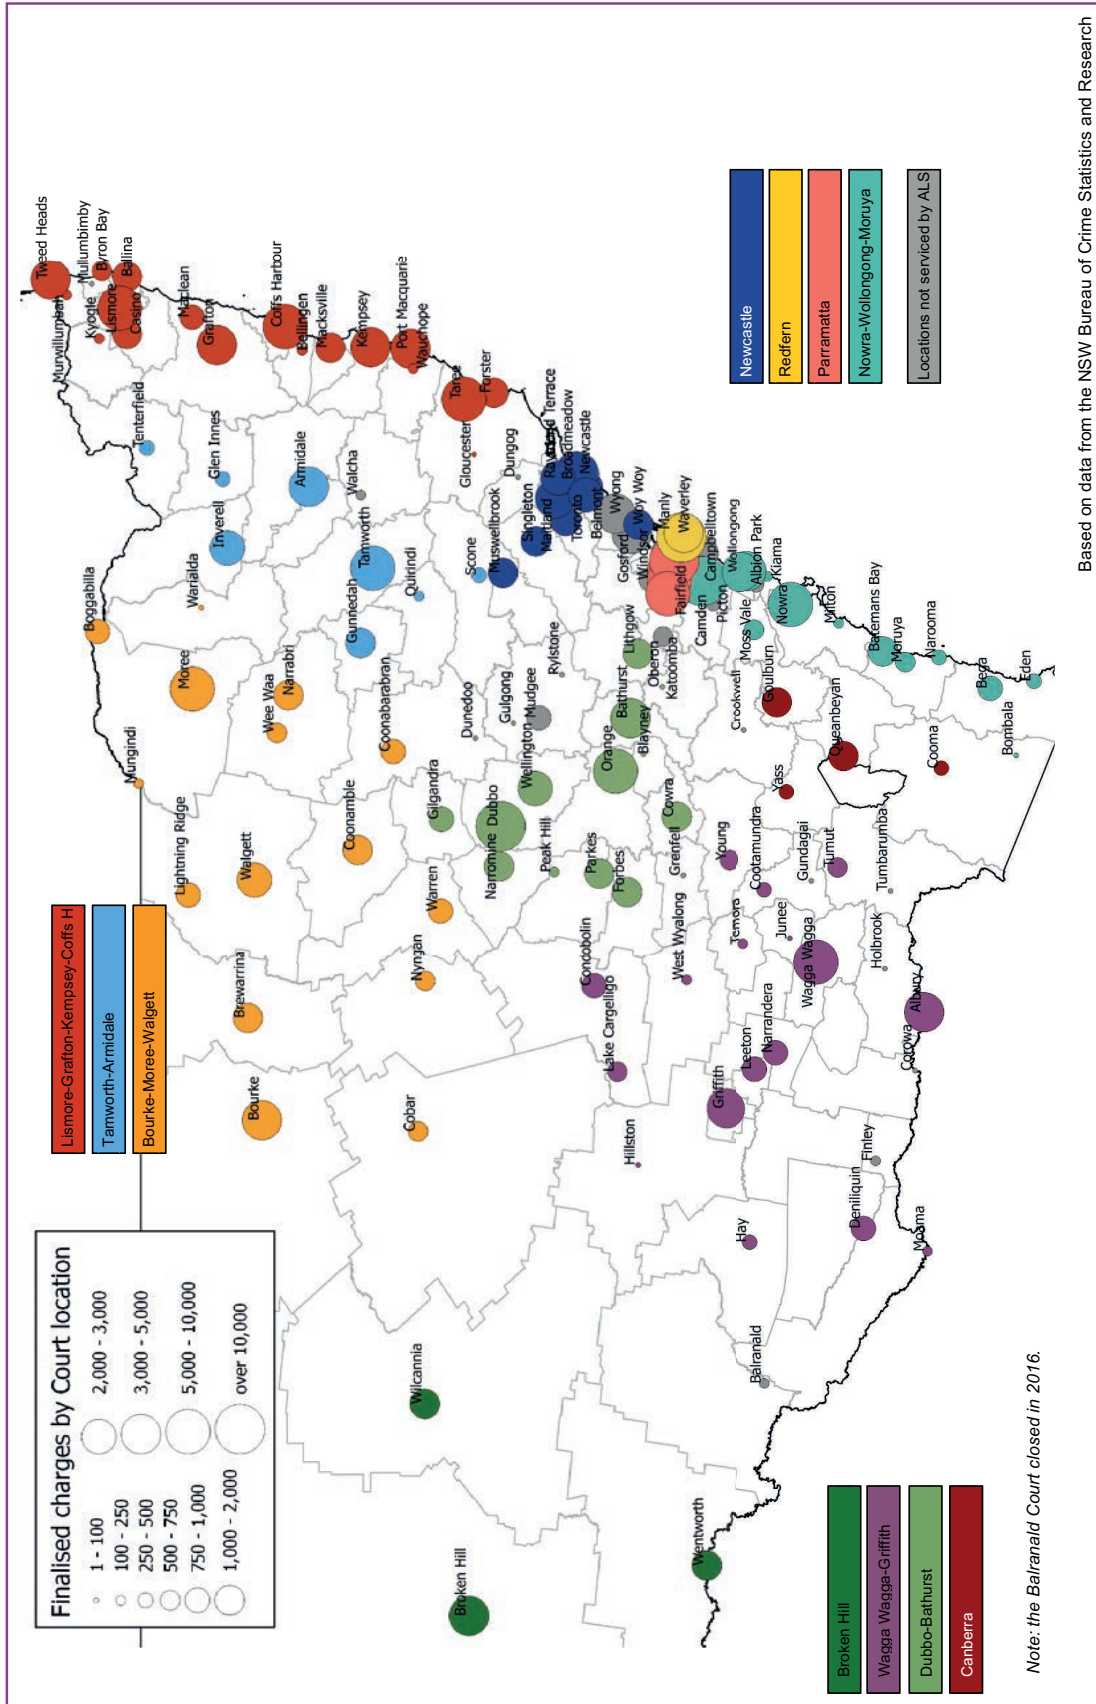 Finalised charges by Court location
1 - 100
100 - 250
250 - 500
500 - 750
750 - 1,000
1,000 - 2,000
2,000 - 3,000
3,000 - 5,000
5,000 - 10,000
over 10,000
Lismore-Grafton-Kempsey-Coffs H
Tamworth-Armidale
Bourke-Moree-Walgett
Tweed Heads
Murwillumbah
Mullumbimby
Byron Bay
Kyogle
Lismore
Ballina
Casino
Maclean
Grafton
Coffs Harbour
Bellingen
Macksville
Kempsey
Port Macquarie
Wauchope
Taree
Forster
Gloucester
Dungog
Tenterfield
Glen Innes
Armidale
Walcha
Inverell
Tamworth
Quirindi
Gunnedah
Scone
Muswellbrook
Singleton
Maitland
Terrace
Broadmeadow
Newcastle
Toronto
Belmont
Wyong
Woy Woy
Gosford
Windsor
Manly
Waverley
Fairfield
Campbelltown
Camden
Picton
Wollongong
Albion Park
Kiama
Moss Vale
Nowra
Milton
Batemans Bay
Moruya
Narooma
Bega
Eden
Bombala
Boggabilla
Warialda
Moree
Mungindi
Wee Waa
Narrabri
Coonabarabran
Lightning Ridge
Walgett
Coonamble
Gilgandra
Warren
Brewarrina
Nyngan
Bourke
Cobar
Dunedoo
Gulgong
Rylstone
Wellington
Mudgee
Dubbo
Narromine
Peak Hill
Lithgow
Oberon
Katoomba
Bathurst
Blayney
Orange
Parkes
Forbes
Cowra
Grenfell
Crookwell
Goulburn
Queanbeyan
Yass
Cooma
Young
Cootamundra
Gundagai
Tumut
Tumbarumba
Condobolin
Lake Cargelligo
West Wyalong
Temora
Junee
Wagga Wagga
Holbrook
Albury
Corowa
Narrandera
Leeton
Griffith
Hillston
Finley
Deniliquin
Hay
Moama
Balranald
Wilcannia
Broken Hill
Wentworth
Newcastle
Redfern
Parramatta
Nowra-Wollongong-Moruya
Locations not serviced by ALS
Broken Hill
Wagga Wagga-Griffith
Dubbo-Bathurst
Canberra
Note: the Balranald Court closed in 2016.
Based on data from the NSW Bureau of Crime Statistics and Research